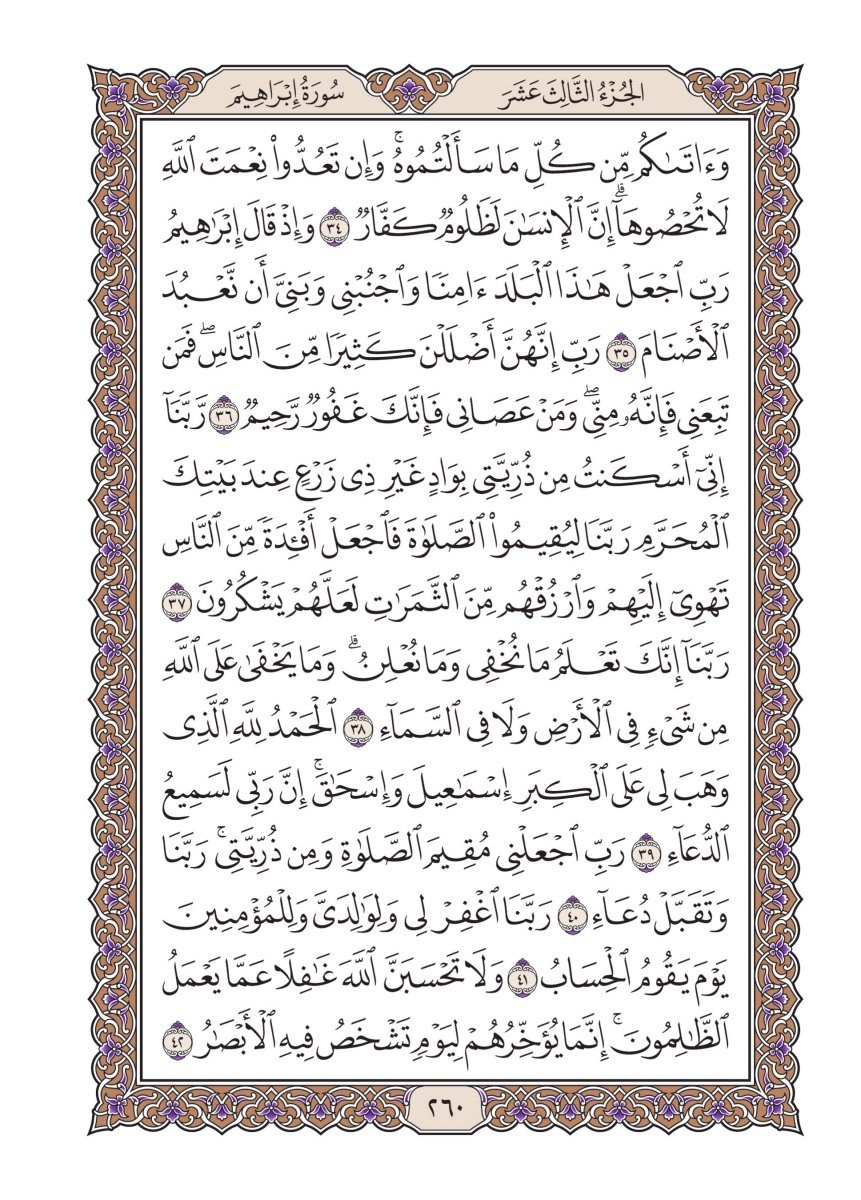 الجُزْءُ الثَّالِثَ عَشَرَ
سُورَةُ إِبْرَاهِيمَ
وَءَاتَىٰكُم مِّن كُلِّ مَا سَأَلْتُمُوهُۚ وَإِن تَعُدُّوا۟ نِعْمَتَ ٱللَّهِ
لَا تُحْصُوهَآۗ إِنَّ ٱلْإِنسَـٰنَ لَظَلُومٌ كَفَّارٌ ٣٤ وَإِذْ قَالَ إِبْرَٰهِيمُ
رَبِّ ٱجْعَلْ هَـٰذَا ٱلْبَلَدَ ءَامِنًا وَٱجْنُبْنِى وَبَنِىَّ أَن نَّعْبُدَ
ٱلْأَصْنَامَ ٣٥ رَبِّ إِنَّهُنَّ أَضْلَلْنَ كَثِيرًا مِّنَ ٱلنَّاسِۖ فَمَن
تَبِعَنِى فَإِنَّهُۥ مِنِّىۖ وَمَنْ عَصَانِى فَإِنَّكَ غَفُورٌ رَّحِيمٌ ٣٦ رَّبَّنَآ
إِنِّىٓ أَسْكَنتُ مِن ذُرِّيَّتِى بِوَادٍ غَيْرِ ذِى زَرْعٍ عِندَ بَيْتِكَ
ٱلْمُحَرَّمِ رَبَّنَا لِيُقِيمُوا۟ ٱلصَّلَوٰةَ فَٱجْعَلْ أَفْـِٔدَةً مِّنَ ٱلنَّاسِ
تَهْوِىٓ إِلَيْهِمْ وَٱرْزُقْهُم مِّنَ ٱلثَّمَرَٰتِ لَعَلَّهُمْ يَشْكُرُونَ ٣٧
رَبَّنَآ إِنَّكَ تَعْلَمُ مَا نُخْفِى وَمَا نُعْلِنُۗ وَمَا يَخْفَىٰ عَلَى ٱللَّهِ
مِن شَىْءٍ فِى ٱلْأَرْضِ وَلَا فِى ٱلسَّمَآءِ ٣٨ ٱلْحَمْدُ لِلَّهِ ٱلَّذِى
وَهَبَ لِى عَلَى ٱلْكِبَرِ إِسْمَـٰعِيلَ وَإِسْحَـٰقَۚ إِنَّ رَبِّى لَسَمِيعُ
ٱلدُّعَآءِ ٣٩ رَبِّ ٱجْعَلْنِى مُقِيمَ ٱلصَّلَوٰةِ وَمِن ذُرِّيَّتِىۚ رَبَّنَا
وَتَقَبَّلْ دُعَآءِ ٤٠ رَبَّنَا ٱغْفِرْ لِى وَلِوَٰلِدَىَّ وَلِلْمُؤْمِنِينَ
يَوْمَ يَقُومُ ٱلْحِسَابُ ٤١ وَلَا تَحْسَبَنَّ ٱللَّهَ غَـٰفِلًا عَمَّا يَعْمَلُ
ٱلظَّـٰلِمُونَۚ إِنَّمَا يُؤَخِّرُهُمْ لِيَوْمٍ تَشْخَصُ فِيهِ ٱلْأَبْصَـٰرُ ٤٢
٢٦٠